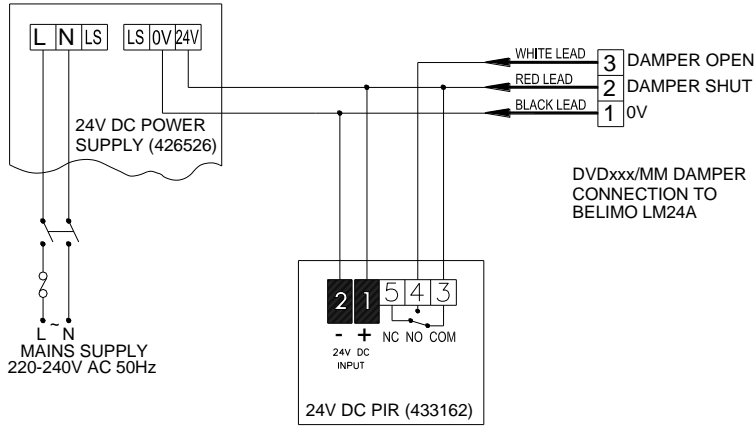 L N LS LS 0V 24V
24V DC POWER
SUPPLY (426526)
WHITE LEAD 3 DAMPER OPEN
RED LEAD 2 DAMPER SHUT
BLACK LEAD 1 0V
DVDxxx/MM DAMPER
CONNECTION TO
BELIMO LM24A
L ~ N
MAINS SUPPLY
220-240V AC 50Hz
2 1 5 4 3
- + NC NO COM
24V DC
INPUT
24V DC PIR (433162)